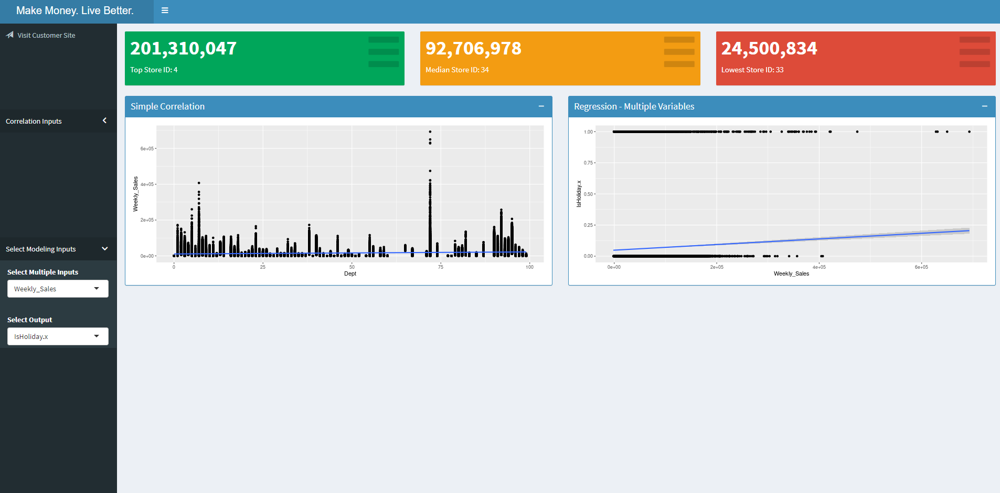 Make Money. Live Better.
Visit Customer Site
Correlation Inputs
Select Modeling Inputs
Select Multiple Inputs
Weekly_Sales
Select Output
IsHoliday.x
201,310,047
Top Store ID: 4
92,706,978
Median Store ID: 34
24,500,834
Lowest Store ID: 33
Simple Correlation
6e+05
4e+05
2e+05
0e+00
Weekly_Sales
0 25 50 75 100
Dept
Regression - Multiple Variables
1.00
0.75
0.50
0.25
0.00
IsHoliday.x
0e+00 2e+05 4e+05 6e+05
Weekly_Sales